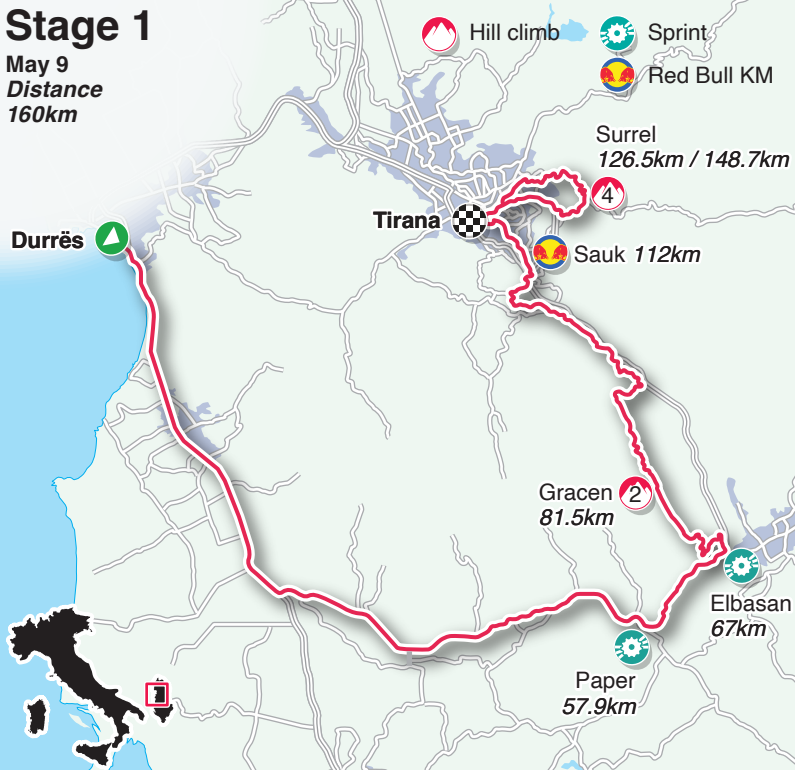 Stage 1
May 9
Distance
160km
Hill climb
Sprint
Red Bull KM
Surrel
126.5km / 148.7km
4
Tirana
Durrës
Sauk 112km
Gracen
2
81.5km
Elbasan
67km
Paper
57.9km